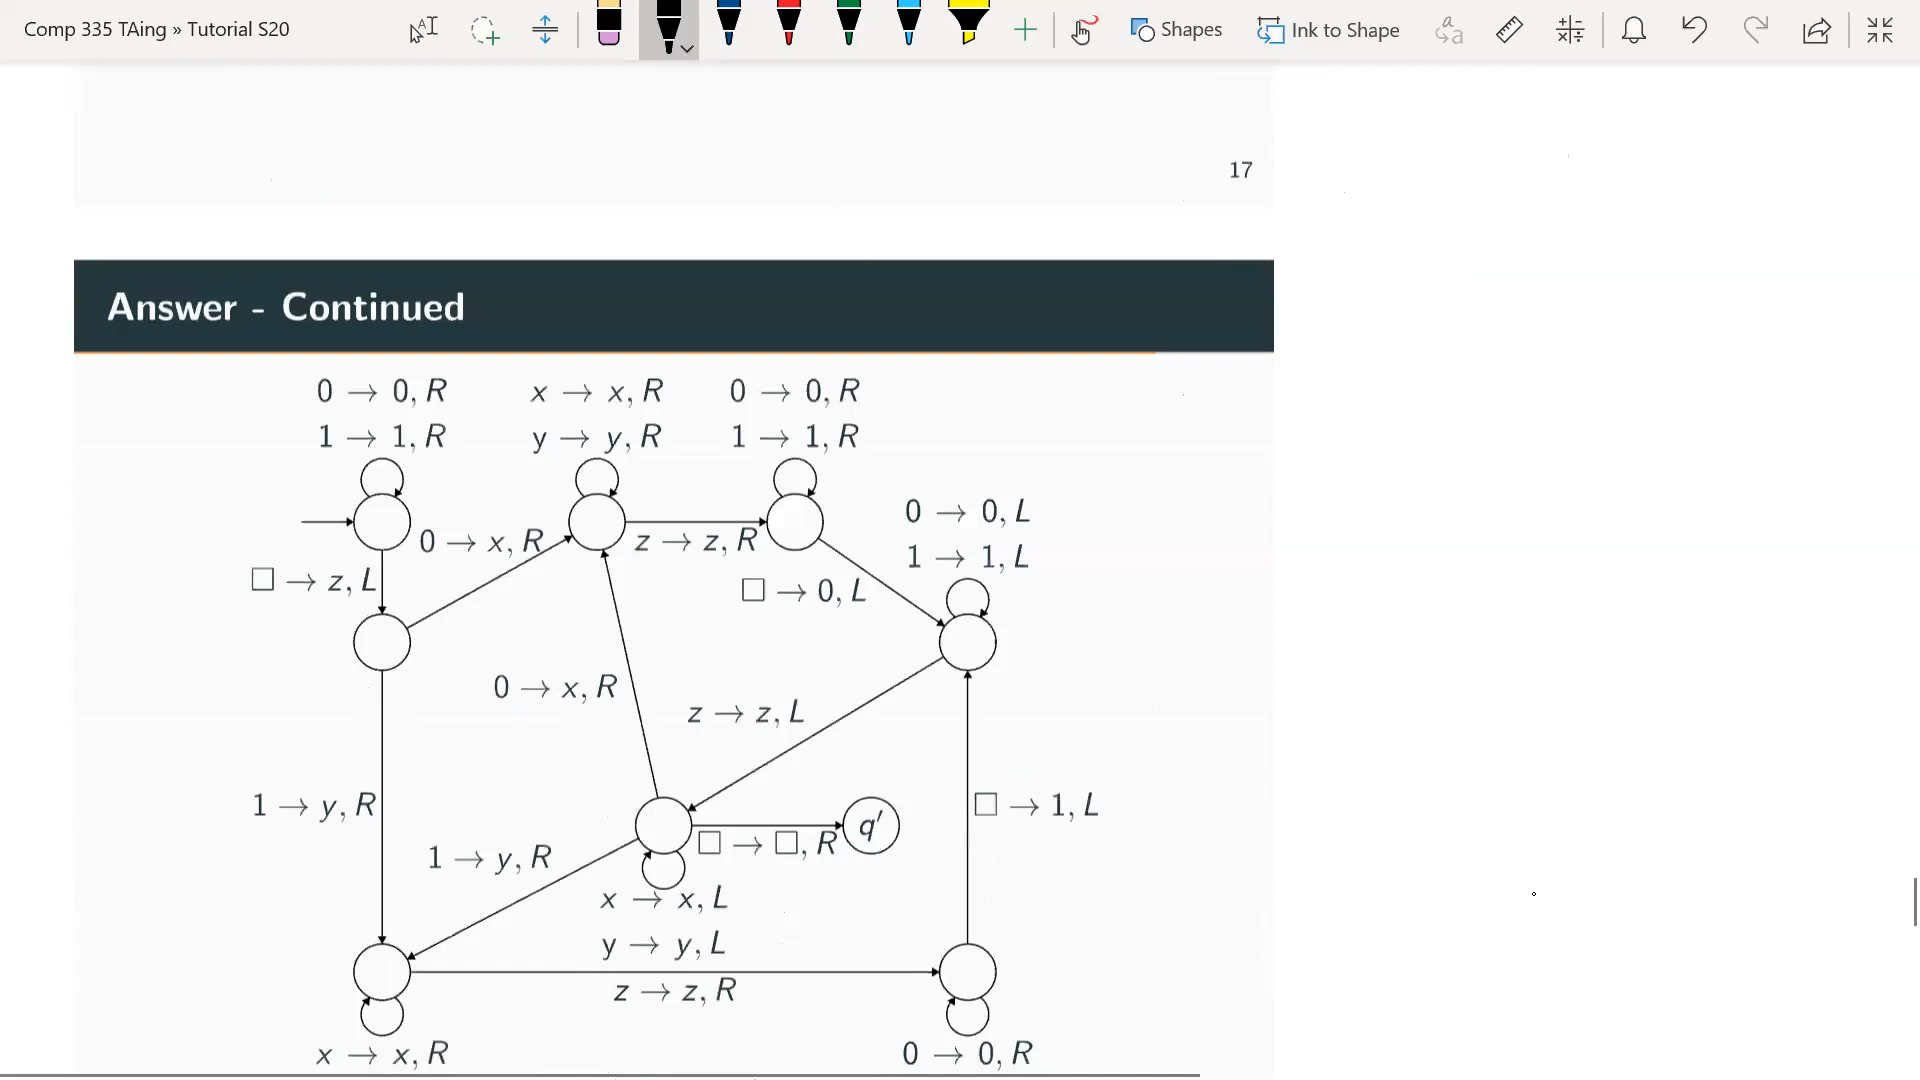 Comp 335 TAing » Tutorial S20
Shapes
Ink to Shape
17
Answer - Continued
0 → 0, R
1 → 1, R
x → x, R
y → y, R
0 → 0, R
1 → 1, R
0 → 0, L
1 → 1, L
0 → x, R
z → z, R
□ → z, L
□ → 0, L
0 → x, R
z → z, L
1 → y, R
□ → 1, L
q′
□ → □, R
1 → y, R
x → x, L
y → y, L
z → z, R
x → x, R
0 → 0, R